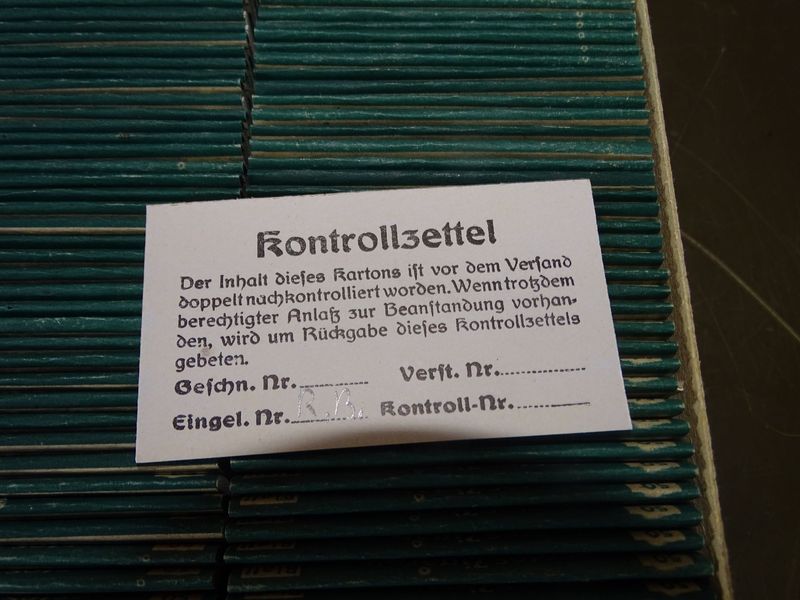 Kontrollzettel
Der Inhalt dieses Kartons ist vor dem Versand
doppelt nachkontrolliert worden. Wenn trotzdem
berechtigter Anlaß zur Beanstandung vorhan-
den, wird um Rückgabe dieses Kontrollzettels
gebeten.
Geschn. Nr. Verst. Nr.
Eingel. Nr. R.B. Kontroll-Nr.